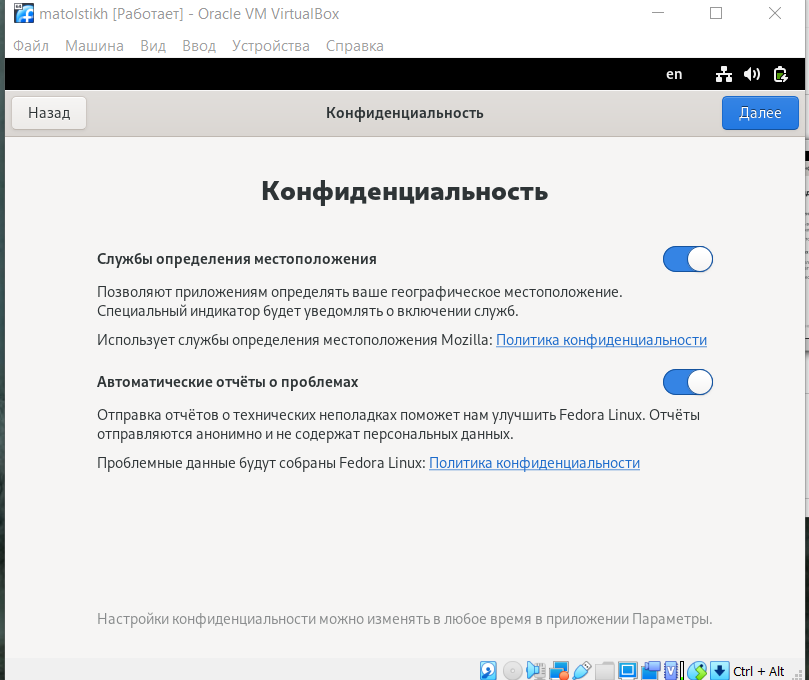 matolstikh [Работает] - Oracle VM VirtualBox
Файл Машина Вид Ввод Устройства Справка
en
Назад Конфиденциальность Далее
Конфиденциальность
Службы определения местоположения
Позволяют приложениям определять ваше географическое местоположение.
Специальный индикатор будет уведомлять о включении служб.
Использует службы определения местоположения Mozilla: Политика конфиденциальности
Автоматические отчёты о проблемах
Отправка отчётов о технических неполадках поможет нам улучшить Fedora Linux. Отчёты
отправляются анонимно и не содержат персональных данных.
Проблемные данные будут собраны Fedora Linux: Политика конфиденциальности
Настройки конфиденциальности можно изменять в любое время в приложении Параметры.
Ctrl + Alt